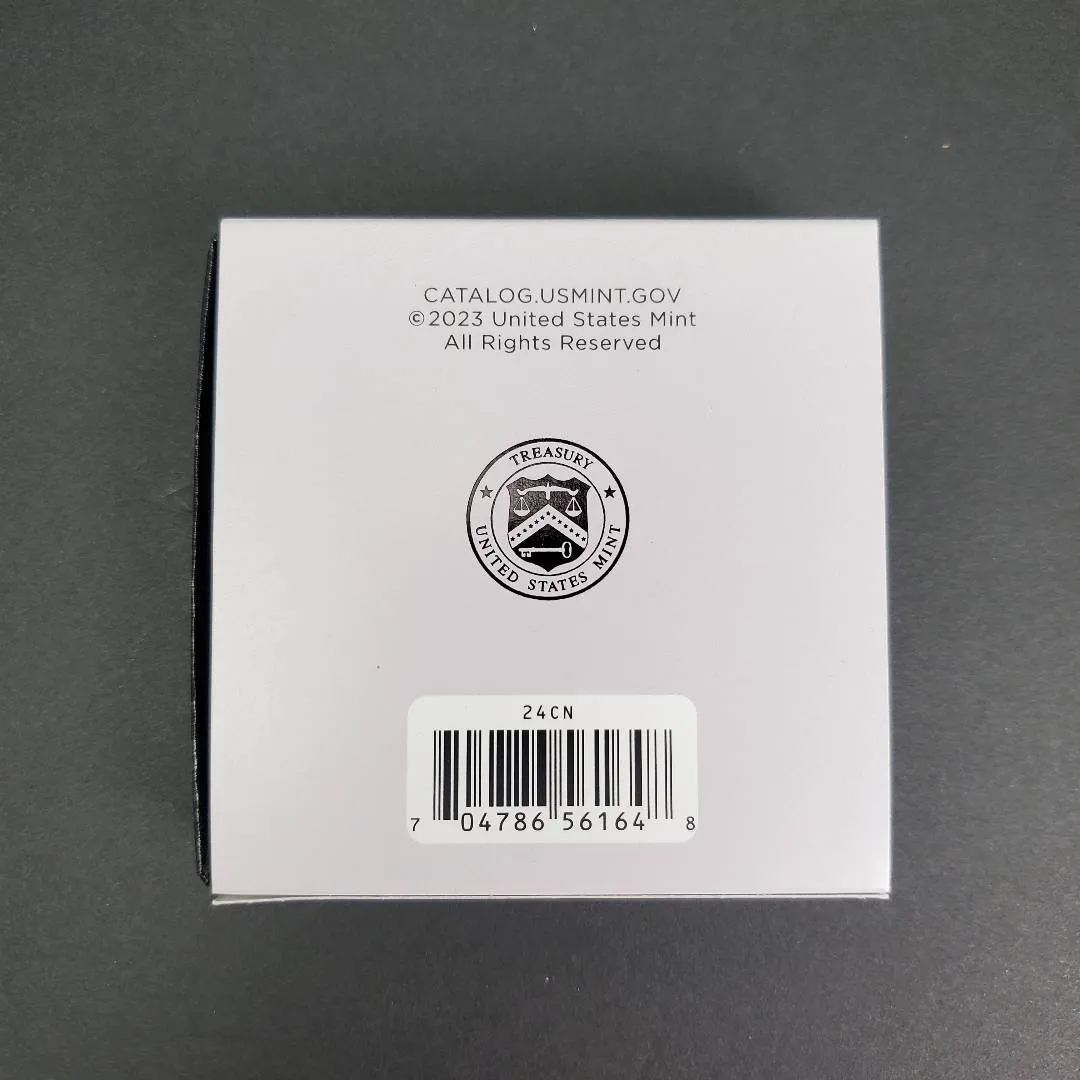 CATALOG.USMINT.GOV
©2023 United States Mint
All Rights Reserved
TREASURY
UNITED STATES MINT
24CN
7 04786 56164 8